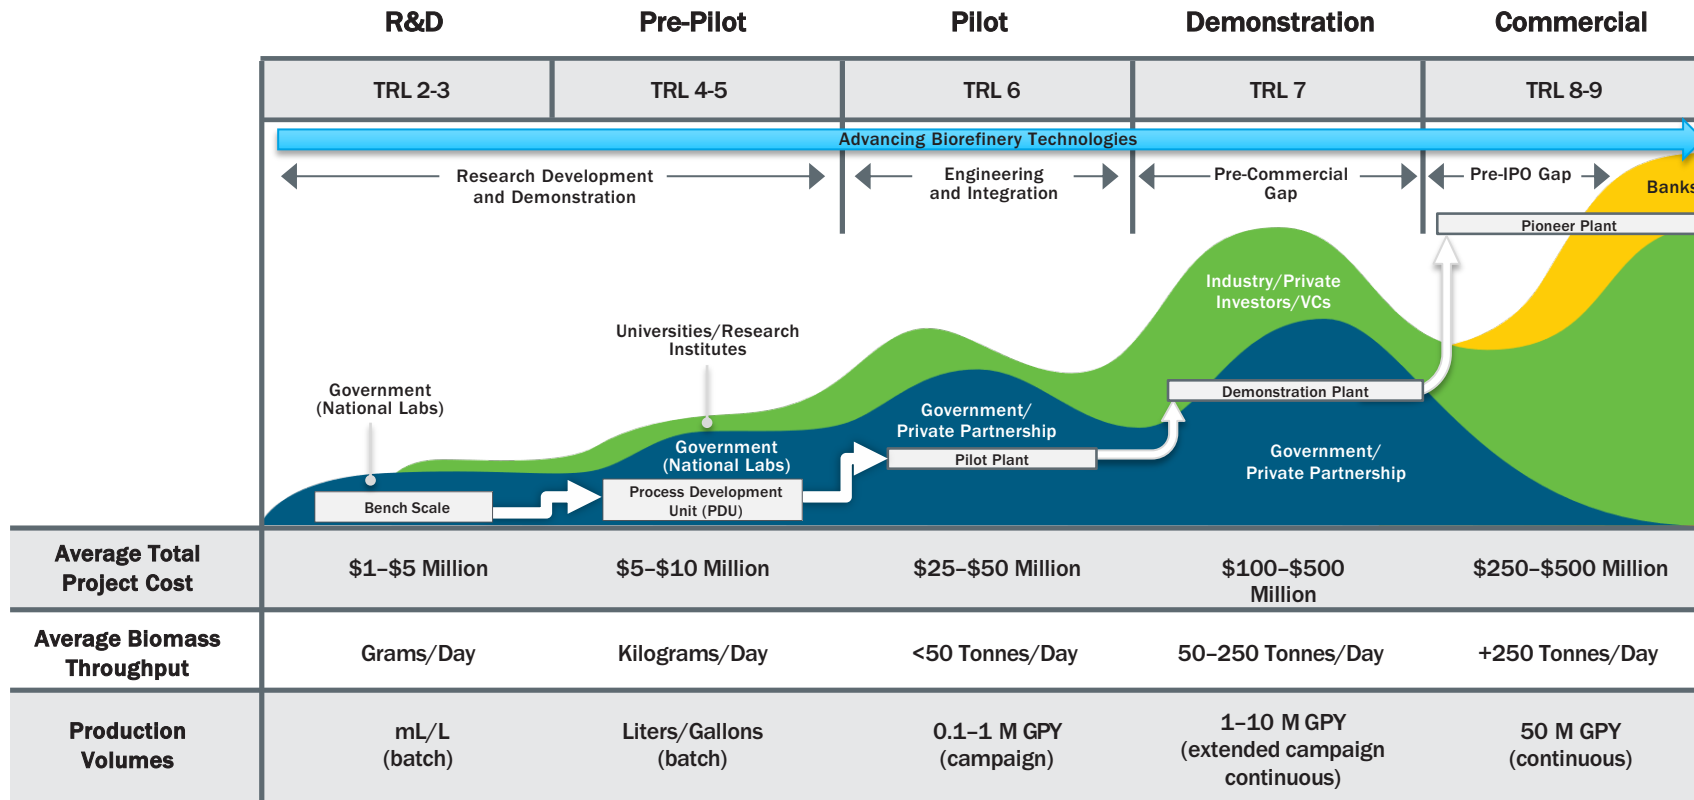 R&D
Pre-Pilot
Pilot
Demonstration
Commercial
TRL 2-3
TRL 4-5
TRL 6
TRL 7
TRL 8-9
Advancing Biorefinery Technologies
Research Development
and Demonstration
Engineering
and Integration
Pre-Commercial
Gap
Pre-IPO Gap
Banks
Pioneer Plant
Industry/Private
Investors/VCs
Universities/Research
Institutes
Government
(National Labs)
Demonstration Plant
Government/
Private Partnership
Government
(National Labs)
Pilot Plant
Government/
Private Partnership
Process Development
Unit (PDU)
Bench Scale
Average Total
Project Cost
$1–$5 Million
$5–$10 Million
$25–$50 Million
$100–$500
Million
$250–$500 Million
Average Biomass
Throughput
Grams/Day
Kilograms/Day
<50 Tonnes/Day
50–250 Tonnes/Day
+250 Tonnes/Day
Production
Volumes
mL/L
(batch)
Liters/Gallons
(batch)
0.1–1 M GPY
(campaign)
1–10 M GPY
(extended campaign
continuous)
50 M GPY
(continuous)